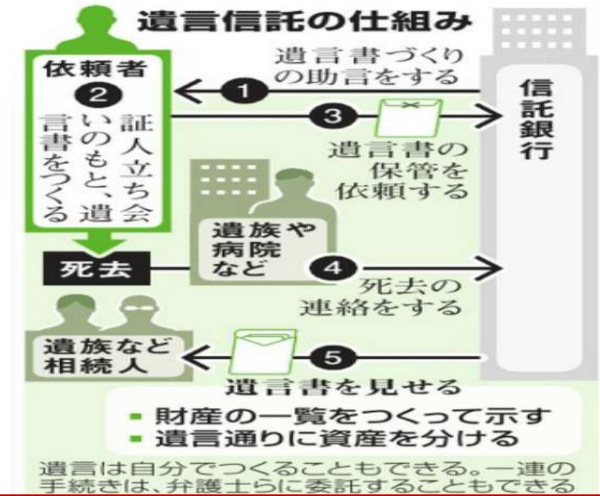 遺言信託の仕組み
依頼者
2
証人立ち会
いのもと、遺
言書をつくる
遺言書づくり
の助言をする
1
3
遺言書の
保管を
依頼する
信託銀行
死去
遺族や
病院
など
4
死去の
連絡をする
遺族など
相続人
5
遺言書を見せる
▪ 財産の一覧をつくって示す
▪ 遺言通りに資産を分ける
遺言は自分でつくることもできる。一連の
手続きは、弁護士らに委託することもできる